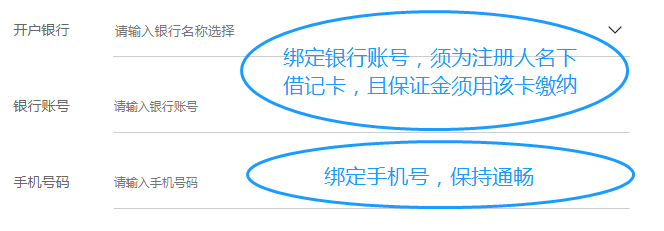 开户银行 请输入银行名称选择
绑定银行账号，须为注册人名下
借记卡，且保证金须用该卡缴纳
银行账号 请输入银行账号
手机号码 请输入手机号码 绑定手机号，保持通畅